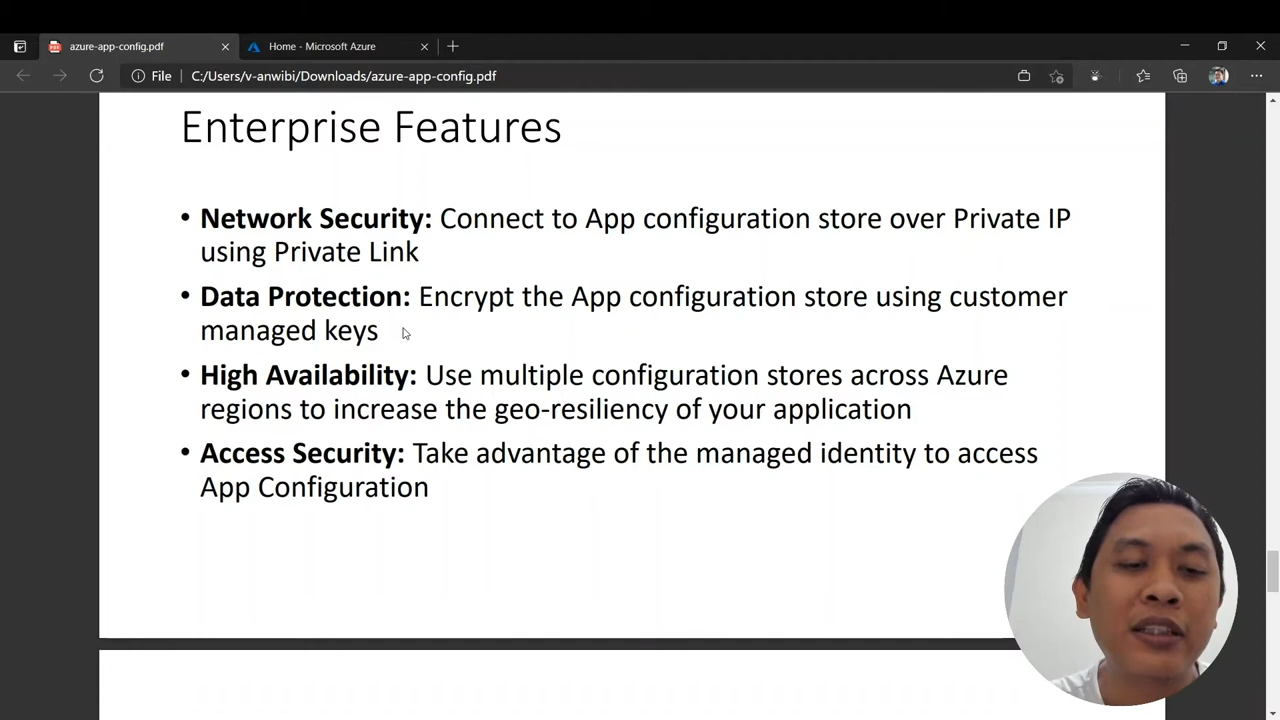 azure-app-config.pdf
Home - Microsoft Azure
File
C:/Users/v-anwibi/Downloads/azure-app-config.pdf
Enterprise Features
• Network Security: Connect to App configuration store over Private IP
using Private Link
• Data Protection: Encrypt the App configuration store using customer
managed keys
• High Availability: Use multiple configuration stores across Azure
regions to increase the geo-resiliency of your application
• Access Security: Take advantage of the managed identity to access
App Configuration